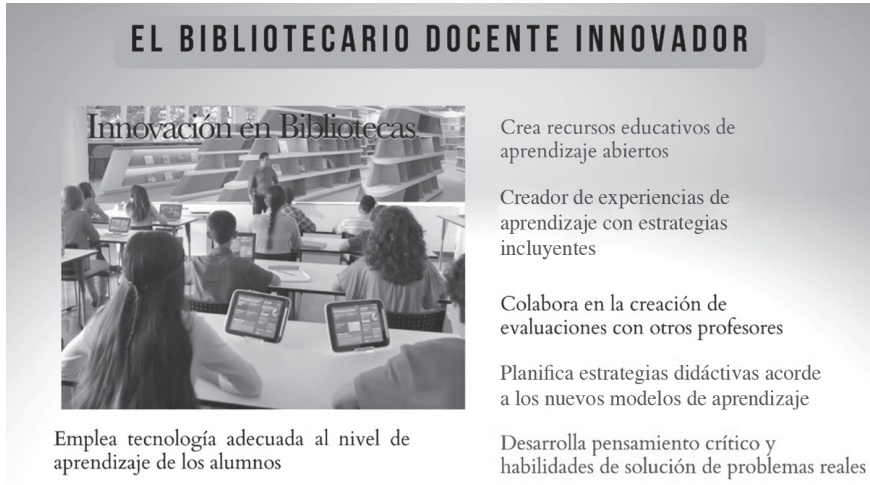 EL BIBLIOTECARIO DOCENTE INNOVADOR
Innovación en Bibliotecas
Crea recursos educativos de
aprendizaje abiertos
Creador de experiencias de
aprendizaje con estrategias
incluyentes
Colabora en la creación de
evaluaciones con otros profesores
Planifica estrategias didáctivas acorde
a los nuevos modelos de aprendizaje
Desarrolla pensamiento crítico y
habilidades de solución de problemas reales
Emplea tecnología adecuada al nivel de
aprendizaje de los alumnos